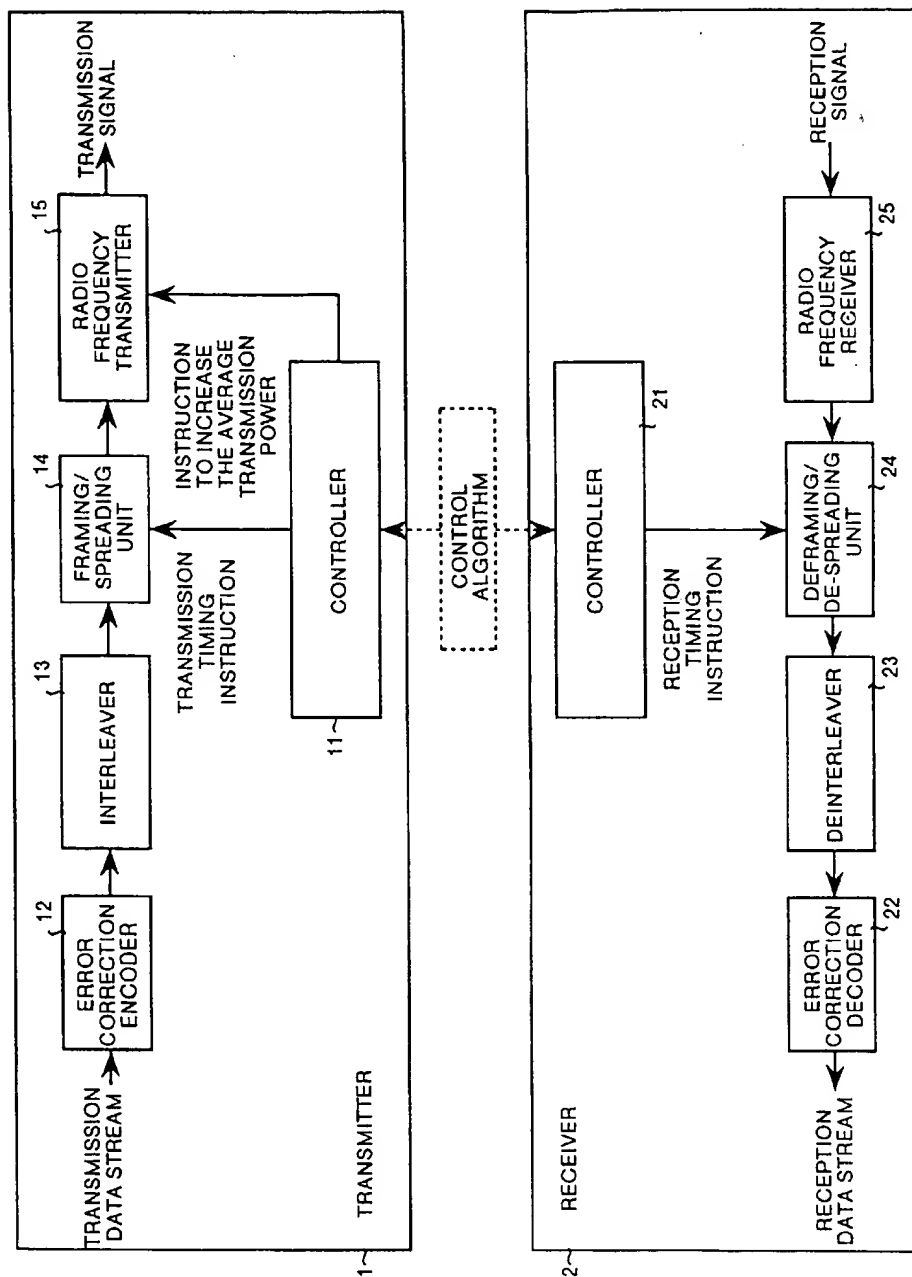 TRANSMISSION
DATA STREAM
12
ERROR
CORRECTION
ENCODER
13
INTERLEAVER
14
FRAMING/
SPREADING
UNIT
15
RADIO
FREQUENCY
TRANSMITTER
TRANSMISSION
SIGNAL
TRANSMISSION
TIMING
INSTRUCTION
INSTRUCTION
TO INCREASE
THE AVERAGE
TRANSMISSION
POWER
11
CONTROLLER
1
TRANSMITTER
CONTROL
ALGORITHM
2
RECEIVER
CONTROLLER
21
RECEPTION
TIMING
INSTRUCTION
RECEPTION
DATA STREAM
ERROR
CORRECTION
DECODER
22
DEINTERLEAVER
23
DEFRAMING/
DE-SPREADING
UNIT
24
RADIO
FREQUENCY
RECEIVER
25
RECEPTION
SIGNAL